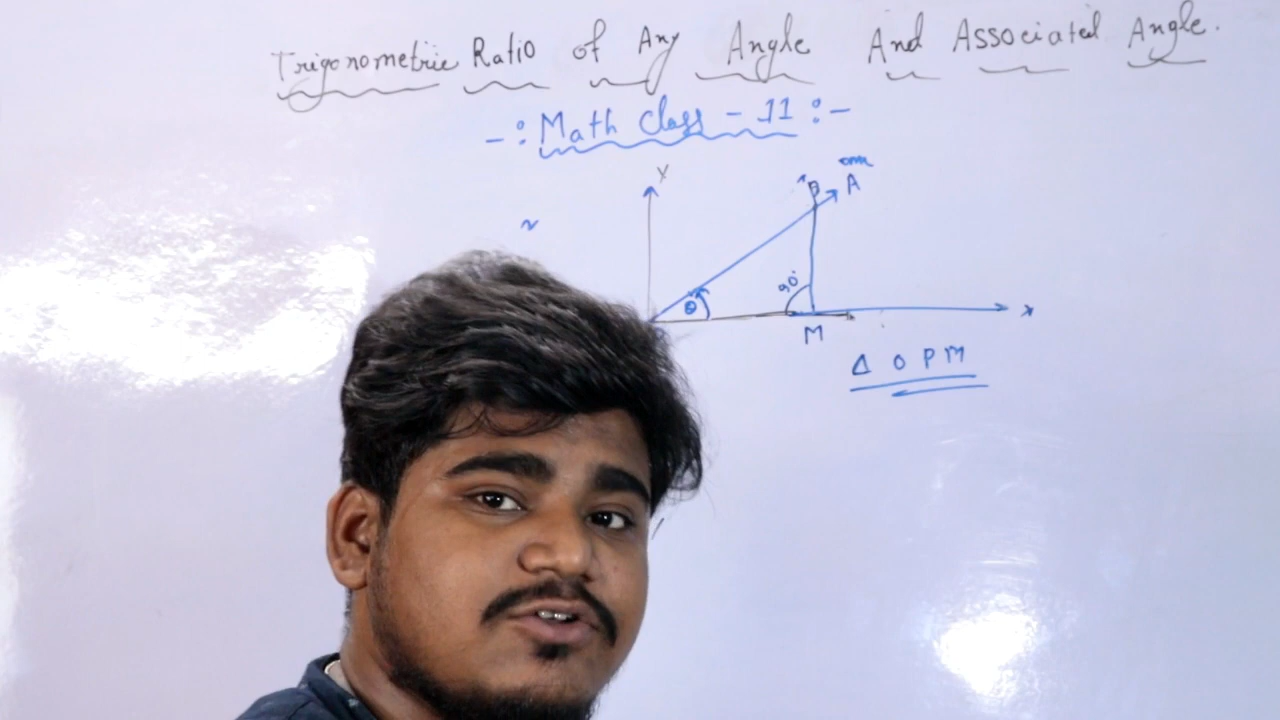 Trigonometric Ratio of Any Angle And Associated Angle.
-: Math Class - 11 :-
Y
A
θ
90°
x
M
Δ O P M